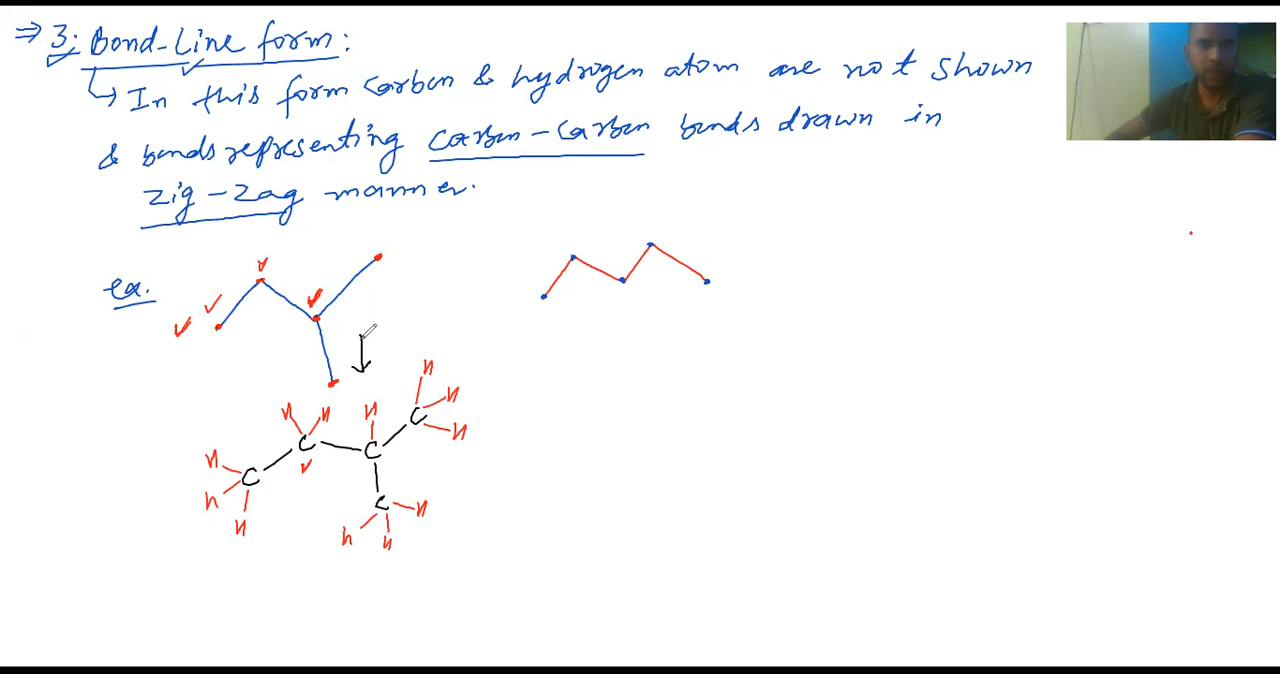 ⇒ 3: Bond-Line form:
↳ In this form Carbon & hydrogen atom are not shown
& bonds representing Carbon-Carbon bonds drawn in
Zig-Zag manner.
ex.
H
H
H
H H H C H
H C C
H C
h C H
H h H